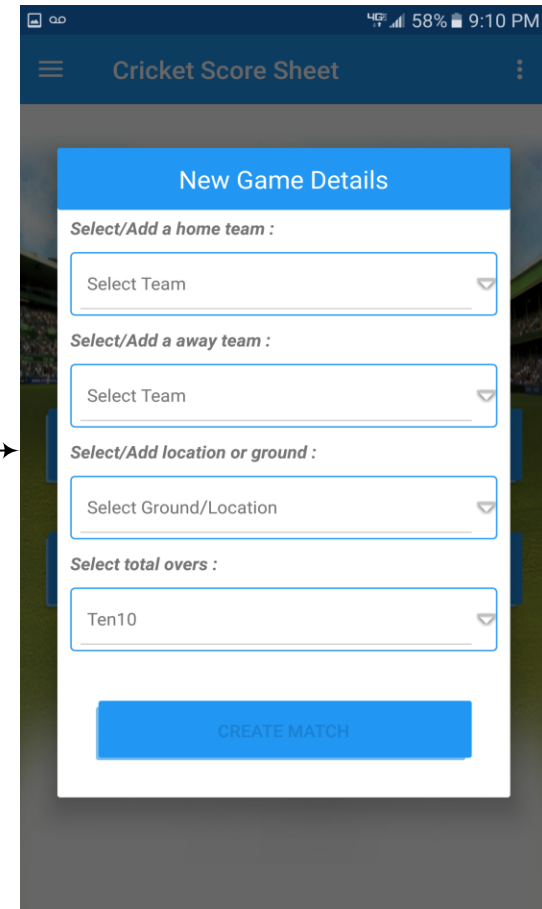 4GE 58% 9:10 PM
Cricket Score Sheet
New Game Details
Select/Add a home team :
Select Team
Select/Add a away team :
Select Team
Select/Add location or ground :
Select Ground/Location
Select total overs :
Ten10
CREATE MATCH